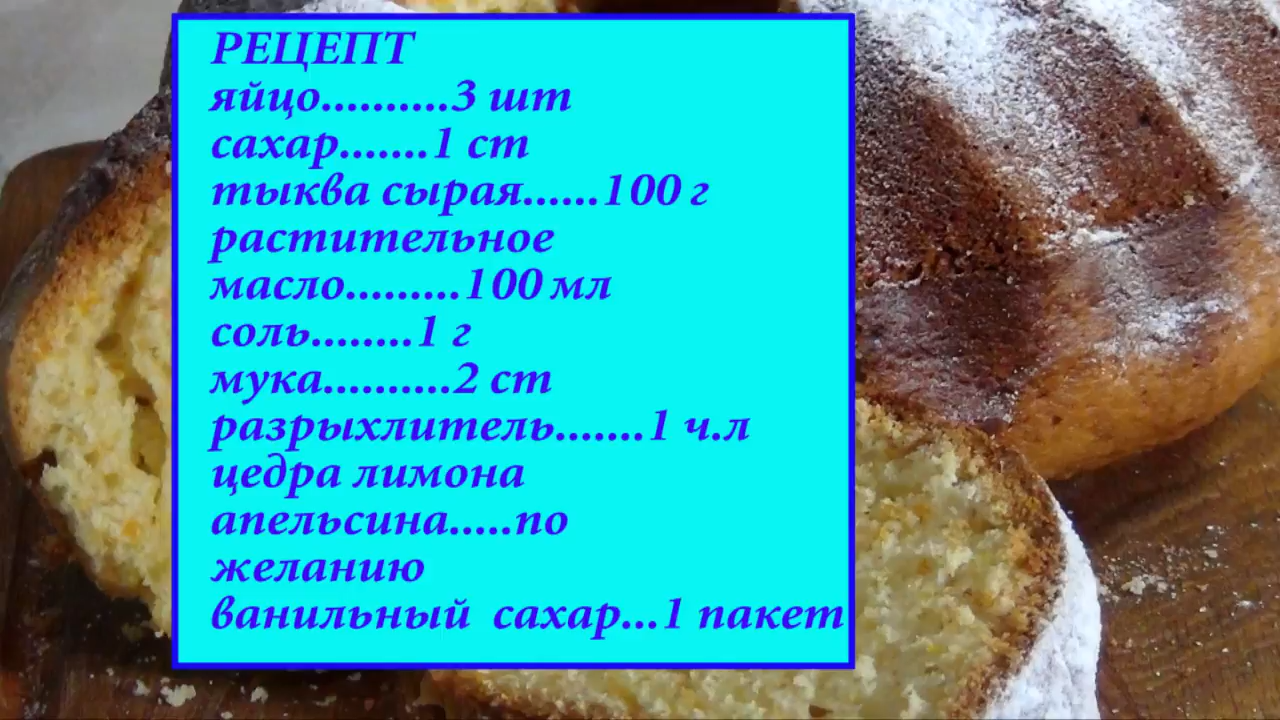 РЕЦЕПТ
яйцо..........3 шт
сахар.......1 ст
тыква сырая......100 г
растительное
масло.........100 мл
соль........1 г
мука..........2 ст
разрыхлитель.......1 ч.л
цедра лимона
апельсина.....по
желанию
ванильный сахар...1 пакет